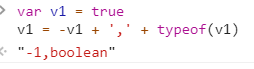 > var v1 = true
v1 = -v1 + ',' + typeof(v1)
"-1,boolean"